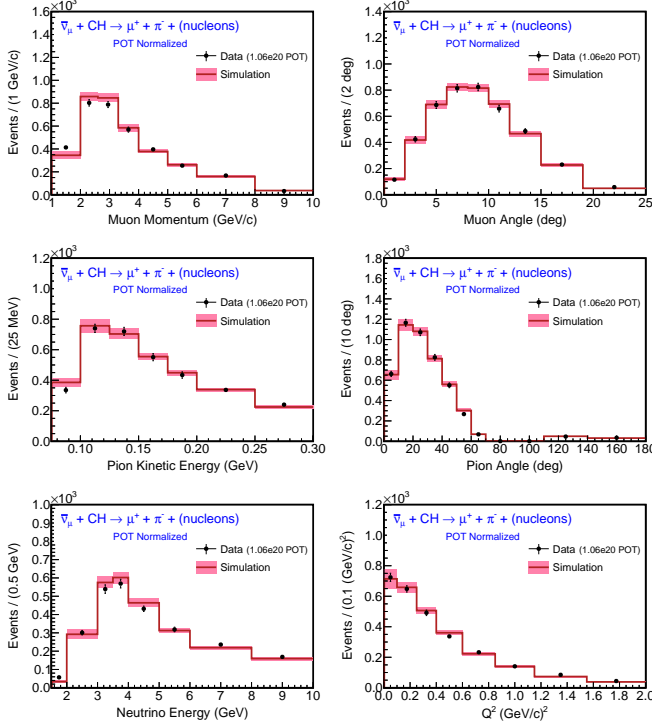 ×10³
ν̄μ + CH → μ⁺ + π⁻ + (nucleons)
POT Normalized
Data (1.06e20 POT)
Simulation
Events / (1 GeV/c)
1.6
1.4
1.2
1.0
0.8
0.6
0.4
0.2
0.0
1 2 3 4 5 6 7 8 9 10
Muon Momentum (GeV/c)
×10³
ν̄μ + CH → μ⁺ + π⁻ + (nucleons)
POT Normalized
Data (1.06e20 POT)
Simulation
Events / (2 deg)
1.4
1.2
1.0
0.8
0.6
0.4
0.2
0.0
0 5 10 15 20 25
Muon Angle (deg)
×10³
ν̄μ + CH → μ⁺ + π⁻ + (nucleons)
POT Normalized
Data (1.06e20 POT)
Simulation
Events / (25 MeV)
1.2
1.0
0.8
0.6
0.4
0.2
0.0
0.10 0.15 0.20 0.25 0.30
Pion Kinetic Energy (GeV)
×10³
ν̄μ + CH → μ⁺ + π⁻ + (nucleons)
POT Normalized
Data (1.06e20 POT)
Simulation
Events / (10 deg)
1.8
1.6
1.4
1.2
1.0
0.8
0.6
0.4
0.2
0.0
0 20 40 60 80 100 120 140 160 180
Pion Angle (deg)
×10³
ν̄μ + CH → μ⁺ + π⁻ + (nucleons)
POT Normalized
Data (1.06e20 POT)
Simulation
Events / (0.5 GeV)
1.0
0.9
0.8
0.7
0.6
0.5
0.4
0.3
0.2
0.1
0.0
2 3 4 5 6 7 8 9 10
Neutrino Energy (GeV)
×10³
ν̄μ + CH → μ⁺ + π⁻ + (nucleons)
POT Normalized
Data (1.06e20 POT)
Simulation
Events / (0.1 (GeV/c)²)
1.2
1.0
0.8
0.6
0.4
0.2
0.0
0.0 0.2 0.4 0.6 0.8 1.0 1.2 1.4 1.6 1.8 2.0
Q² (GeV/c)²